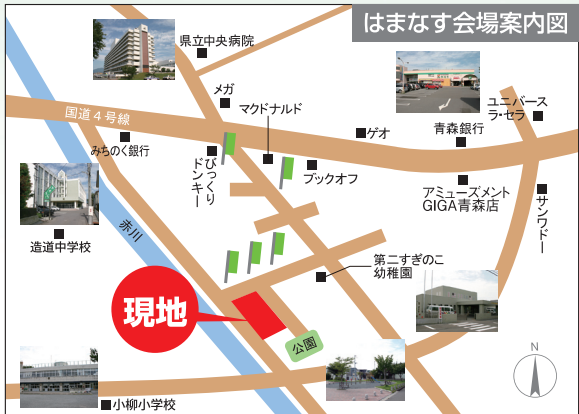 はまなす会場案内図
県立中央病院
メガ
マクドナルド
国道4号線
みちのく銀行
びっくり
ドンキー
ゲオ
ブックオフ
青森銀行
ユニバース
ラ・セラ
アミューズメント
GIGA青森店
サンワドー
造道中学校
赤川
第二すぎのこ
幼稚園
現地
公園
小柳小学校
N